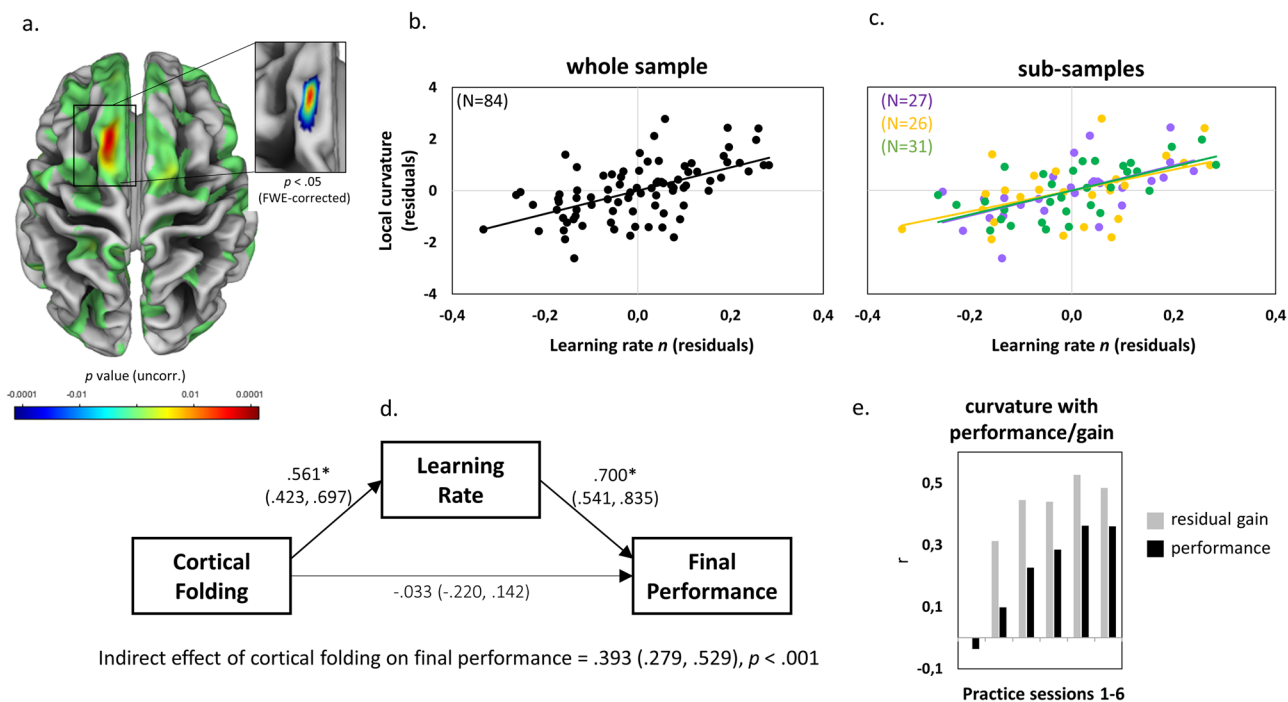 a.
p < .05
(FWE-corrected)
p value (uncorr.)
-0.0001 -0.01 0.01 0.0001
b.
whole sample
(N=84)
Local curvature
(residuals)
4
2
0
-2
-4
-0,4 -0,2 0,0 0,2 0,4
Learning rate n (residuals)
c.
sub-samples
(N=27)
(N=26)
(N=31)
-0,4 -0,2 0,0 0,2 0,4
Learning rate n (residuals)
d.
Learning
Rate
.561*
(.423, .697)
.700*
(.541, .835)
Cortical
Folding
Final
Performance
-.033 (-.220, .142)
Indirect effect of cortical folding on final performance = .393 (.279, .529), p < .001
e.
curvature with
performance/gain
r
0,5
0,3
0,1
-0,1
residual gain
performance
Practice sessions 1-6